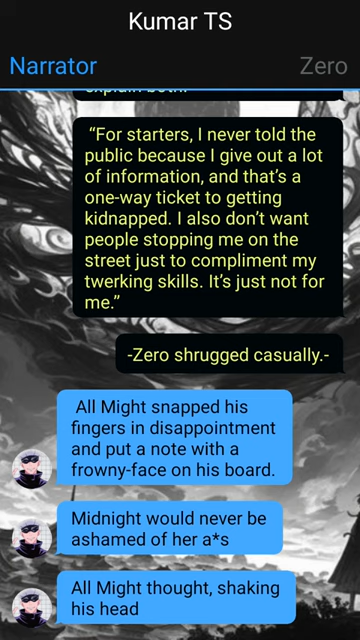 Kumar TS
Narrator
Zero
“For starters, I never told the
public because I give out a lot
of information, and that’s a
one-way ticket to getting
kidnapped. I also don’t want
people stopping me on the
street just to compliment my
twerking skills. It’s just not for
me.”
-Zero shrugged casually.-
All Might snapped his
fingers in disappointment
and put a note with a
frowny-face on his board.
Midnight would never be
ashamed of her a*s
All Might thought, shaking
his head